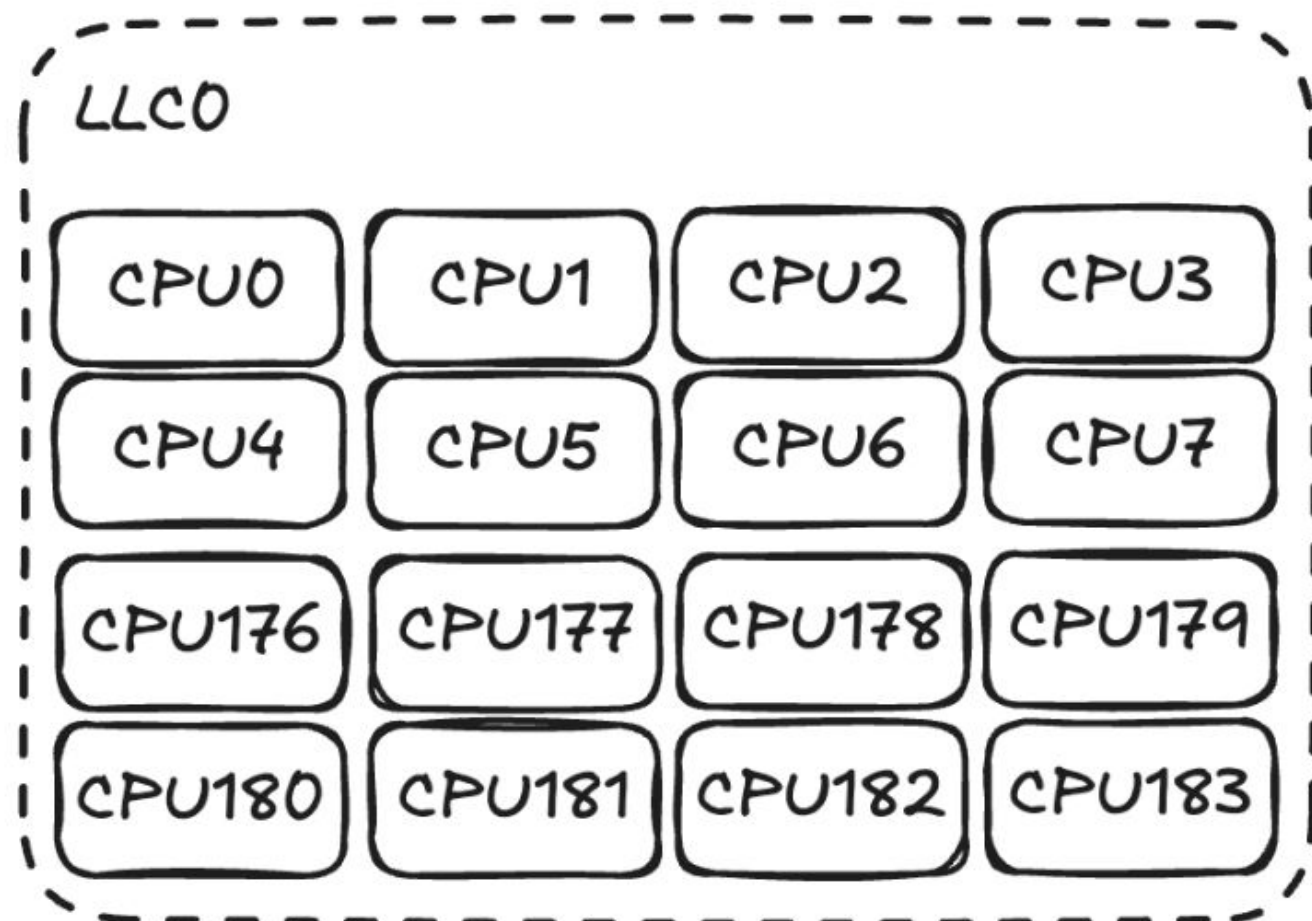 LLC0
CPU0 CPU1 CPU2 CPU3
CPU4 CPU5 CPU6 CPU7
CPU176 CPU177 CPU178 CPU179
CPU180 CPU181 CPU182 CPU183